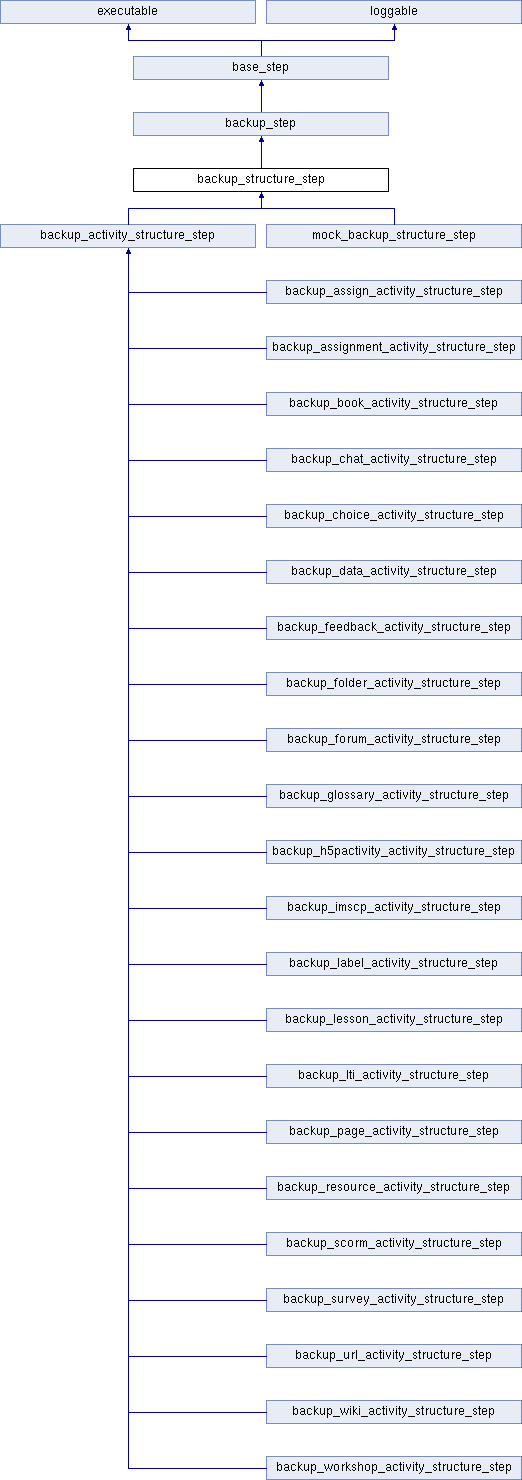 executable
loggable
base_step
backup_step
backup_structure_step
backup_activity_structure_step
mock_backup_structure_step
backup_assign_activity_structure_step
backup_assignment_activity_structure_step
backup_book_activity_structure_step
backup_chat_activity_structure_step
backup_choice_activity_structure_step
backup_data_activity_structure_step
backup_feedback_activity_structure_step
backup_folder_activity_structure_step
backup_forum_activity_structure_step
backup_glossary_activity_structure_step
backup_h5pactivity_activity_structure_step
backup_imscp_activity_structure_step
backup_label_activity_structure_step
backup_lesson_activity_structure_step
backup_lti_activity_structure_step
backup_page_activity_structure_step
backup_resource_activity_structure_step
backup_scorm_activity_structure_step
backup_survey_activity_structure_step
backup_url_activity_structure_step
backup_wiki_activity_structure_step
backup_workshop_activity_structure_step